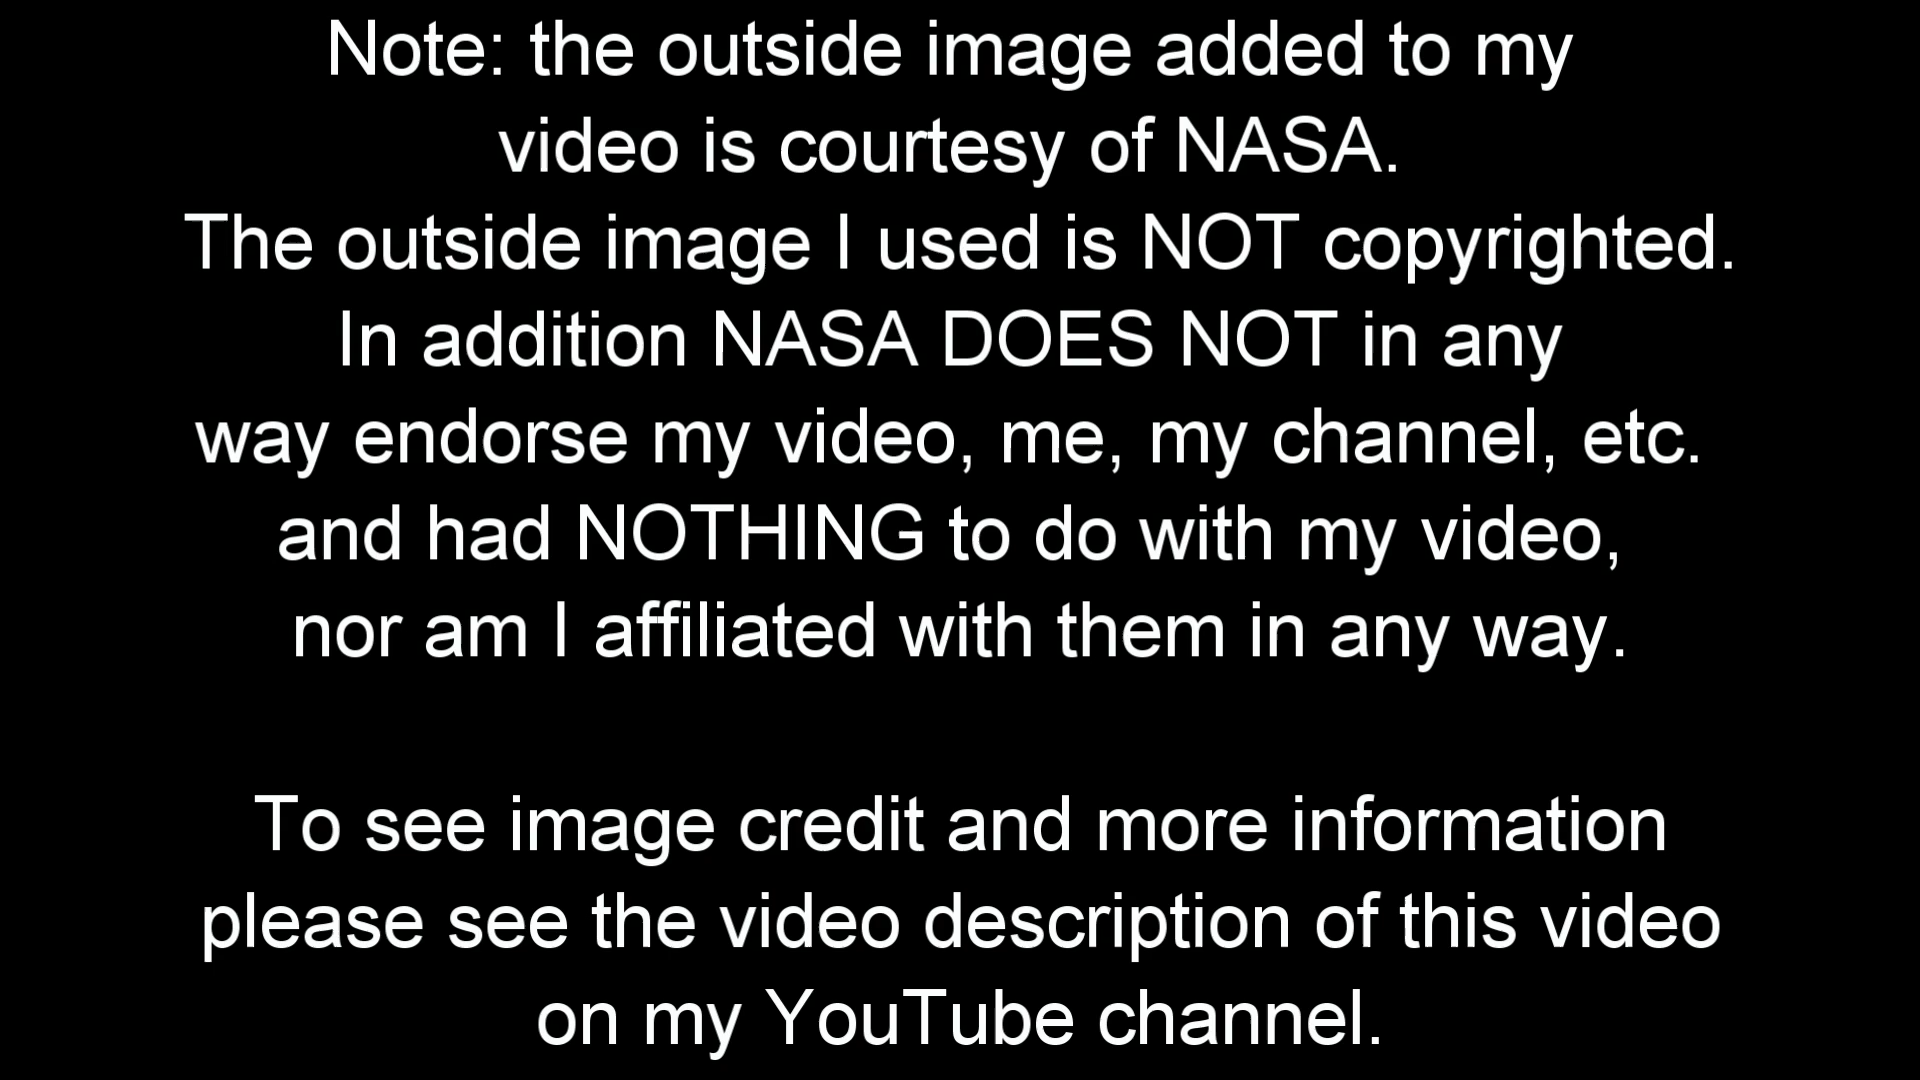 Note: the outside image added to my
video is courtesy of NASA.
The outside image I used is NOT copyrighted.
In addition NASA DOES NOT in any
way endorse my video, me, my channel, etc.
and had NOTHING to do with my video,
nor am I affiliated with them in any way.
To see image credit and more information
please see the video description of this video
on my YouTube channel.